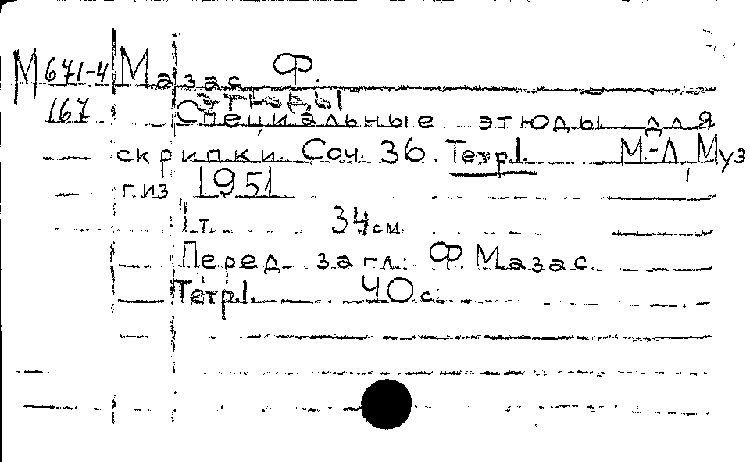 М 671-4 Мазас Ф.
этюды
167 Специальные этюды для
скрипки. Соч. 36. Тетр. 1. М.-Л., Муз
гиз 1951
1 т. 34 см.
Перед загл: Ф. Мазас
Тетр. 1. 40 с.